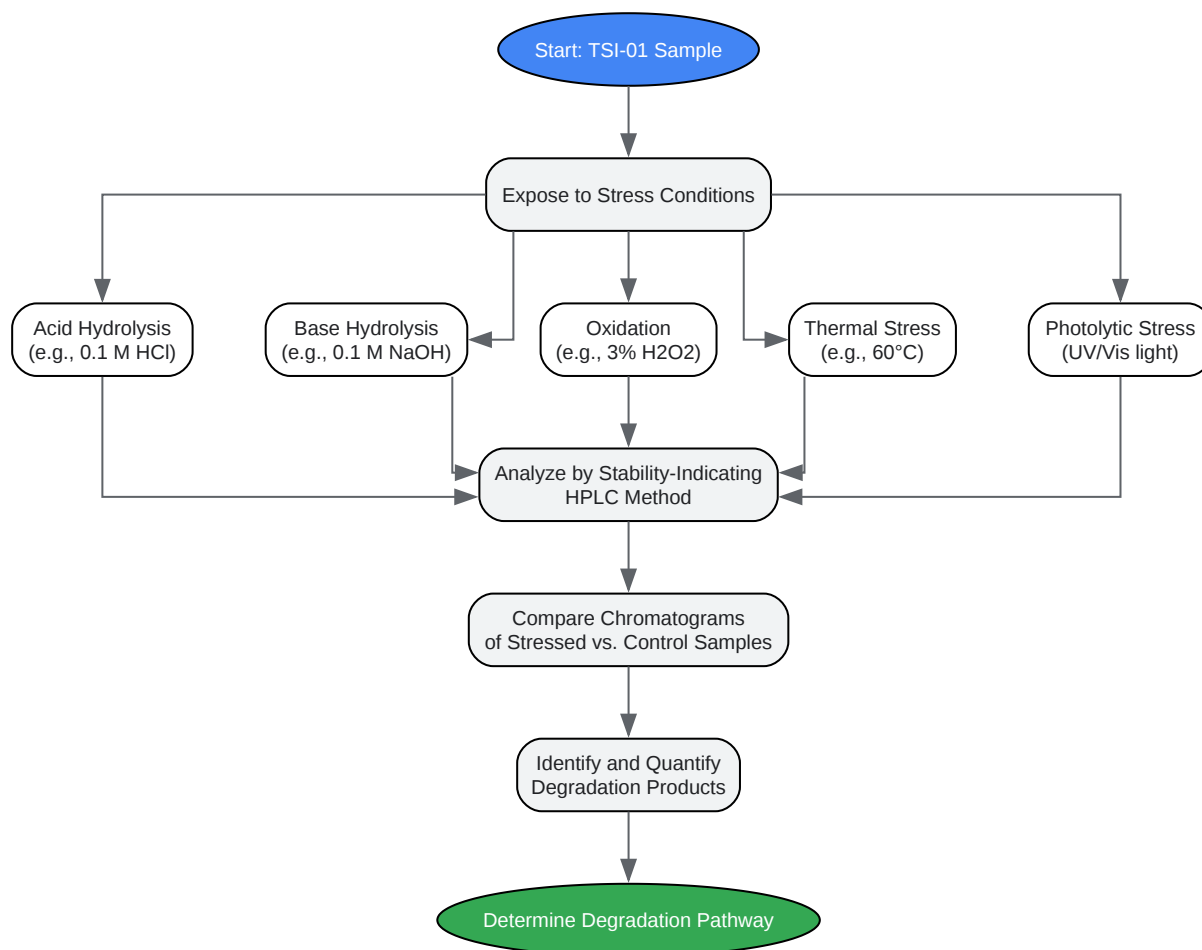 Start: TSI-01 Sample
Expose to Stress Conditions
Acid Hydrolysis
(e.g., 0.1 M HCl)
Base Hydrolysis
(e.g., 0.1 M NaOH)
Oxidation
(e.g., 3% H2O2)
Thermal Stress
(e.g., 60°C)
Photolytic Stress
(UV/Vis light)
Analyze by Stability-Indicating
HPLC Method
Compare Chromatograms
of Stressed vs. Control Samples
Identify and Quantify
Degradation Products
Determine Degradation Pathway